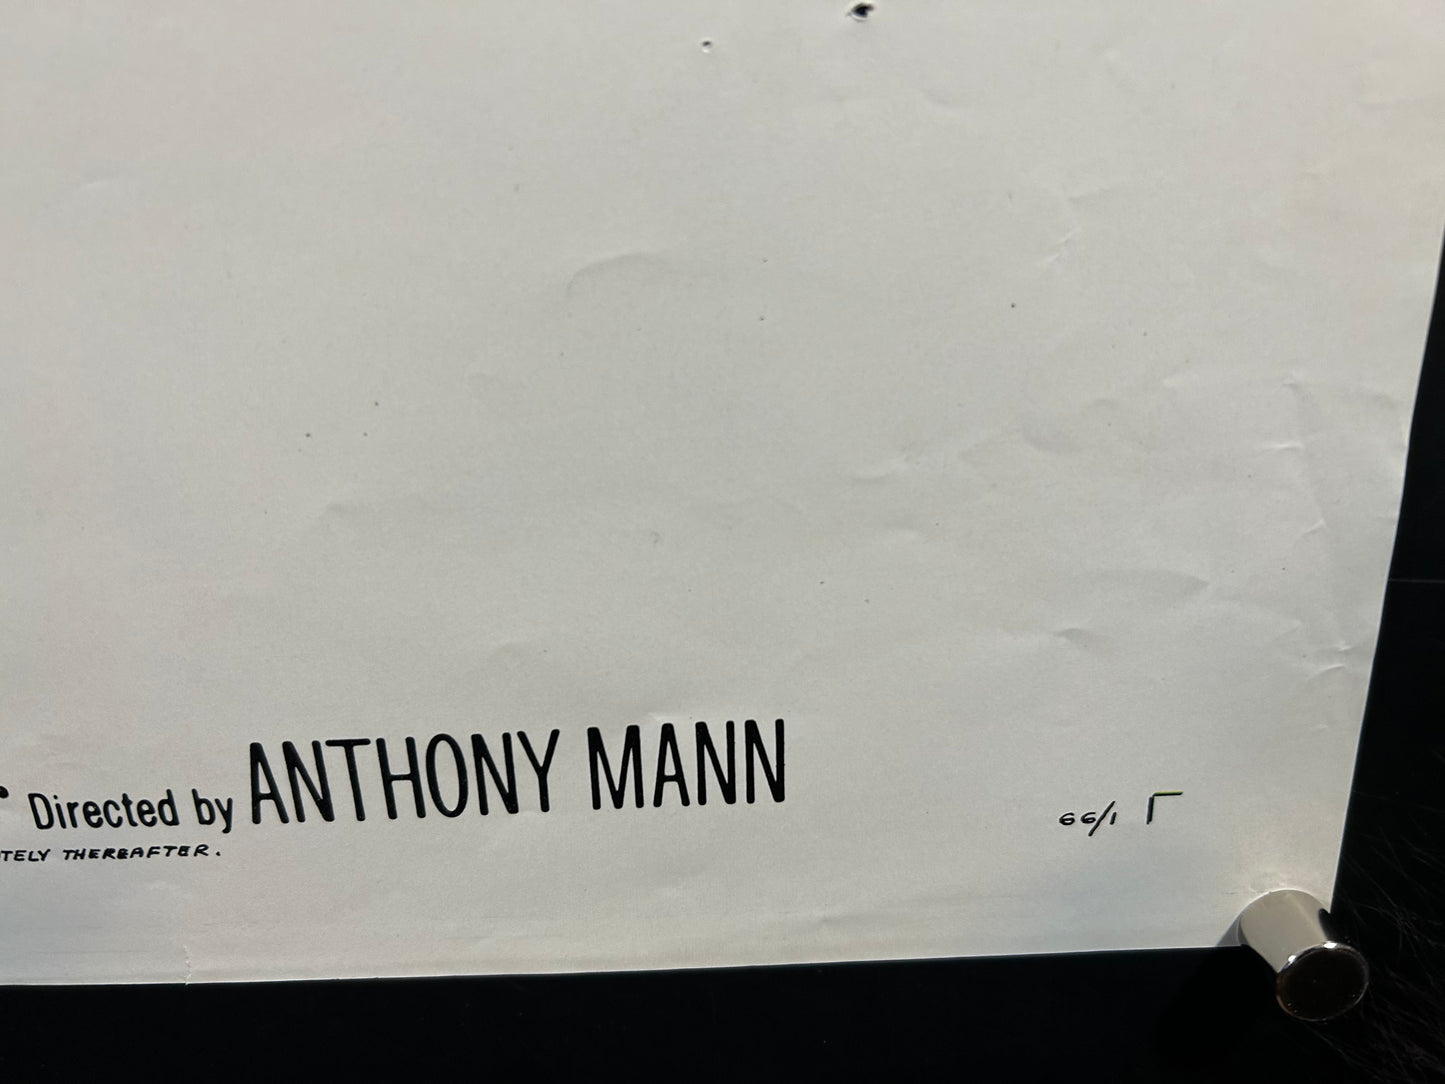 Directed by ANTHONY MANN
TELY THEREAFTER.
66/1